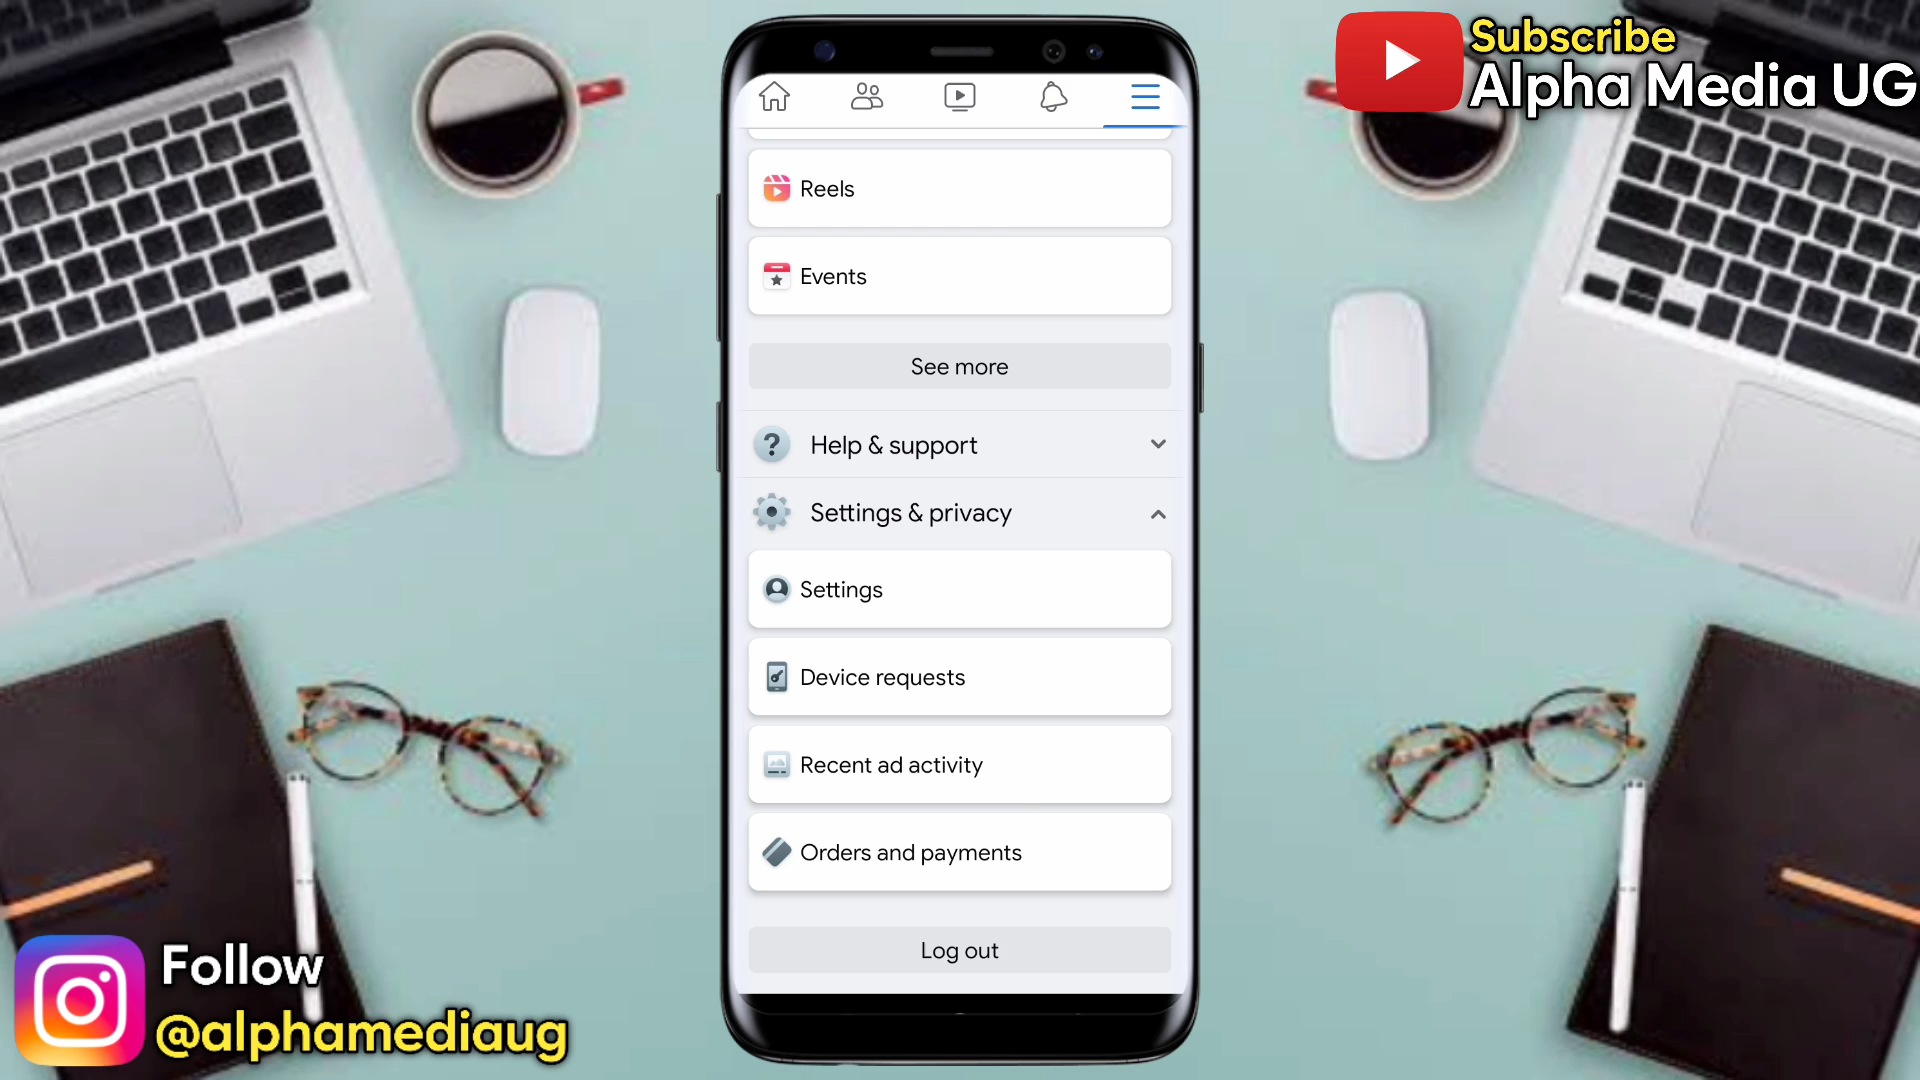 Subscribe
Alpha Media UG
Reels
Events
See more
Help & support
Settings & privacy
Settings
Device requests
Recent ad activity
Orders and payments
Log out
Follow
@alphamediaug